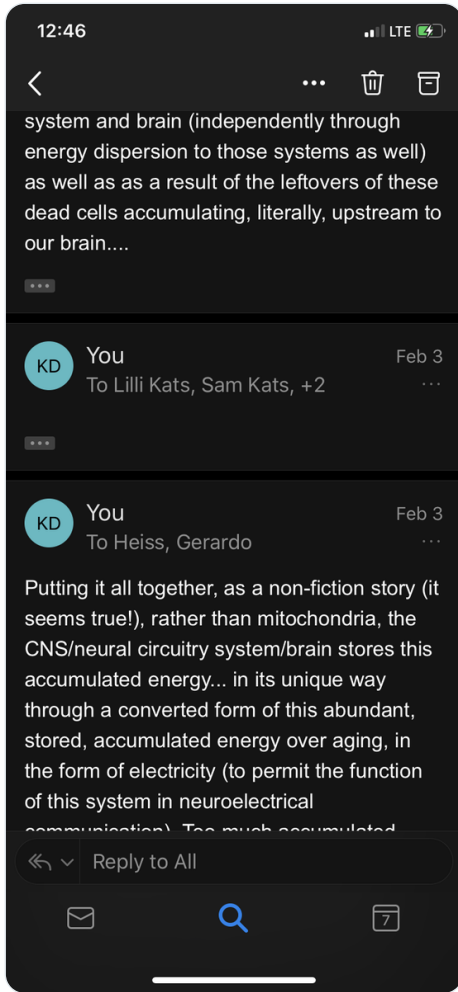 12:46
LTE
system and brain (independently through
energy dispersion to those systems as well)
as well as as a result of the leftovers of these
dead cells accumulating, literally, upstream to
our brain....
KD
You
Feb 3
To Lilli Kats, Sam Kats, +2
KD
You
Feb 3
To Heiss, Gerardo
Putting it all together, as a non-fiction story (it
seems true!), rather than mitochondria, the
CNS/neural circuitry system/brain stores this
accumulated energy... in its unique way
through a converted form of this abundant,
stored, accumulated energy over aging, in
the form of electricity (to permit the function
of this system in neuroelectrical
communication). Too much accumulated
Reply to All
7